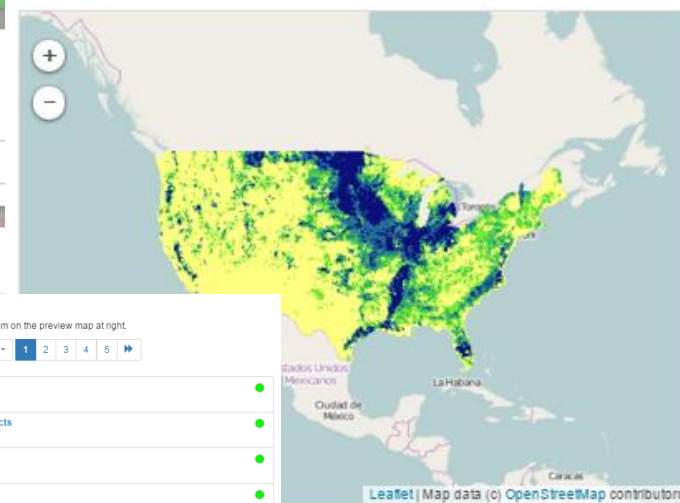 +
−
Toronto
m on the preview map at right.
1 2 3 4 5
cts
stados Unidos
Mexicanos
La Habana
Ciudad de
México
Caracas
Leaflet | Map data (c) OpenStreetMap contributors